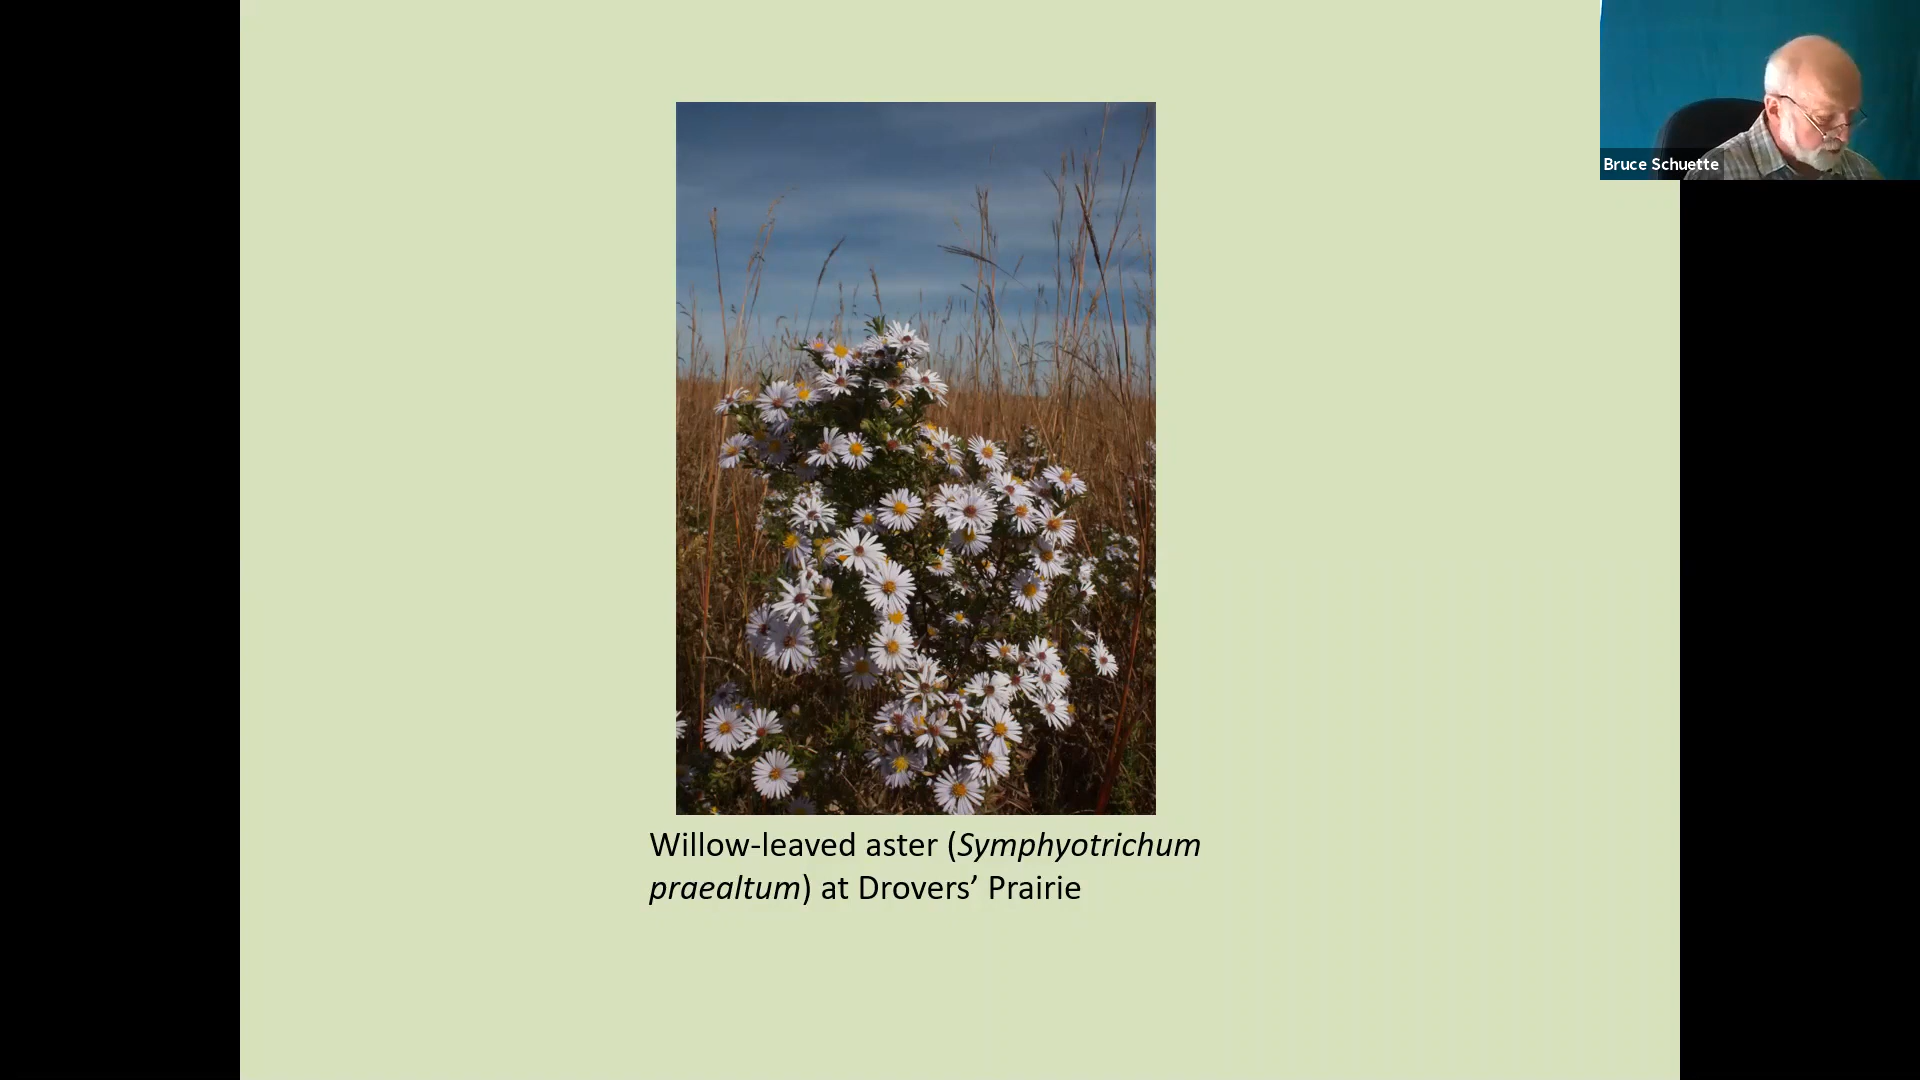 Bruce Schuette
Willow-leaved aster (Symphyotrichum
praealtum) at Drovers’ Prairie